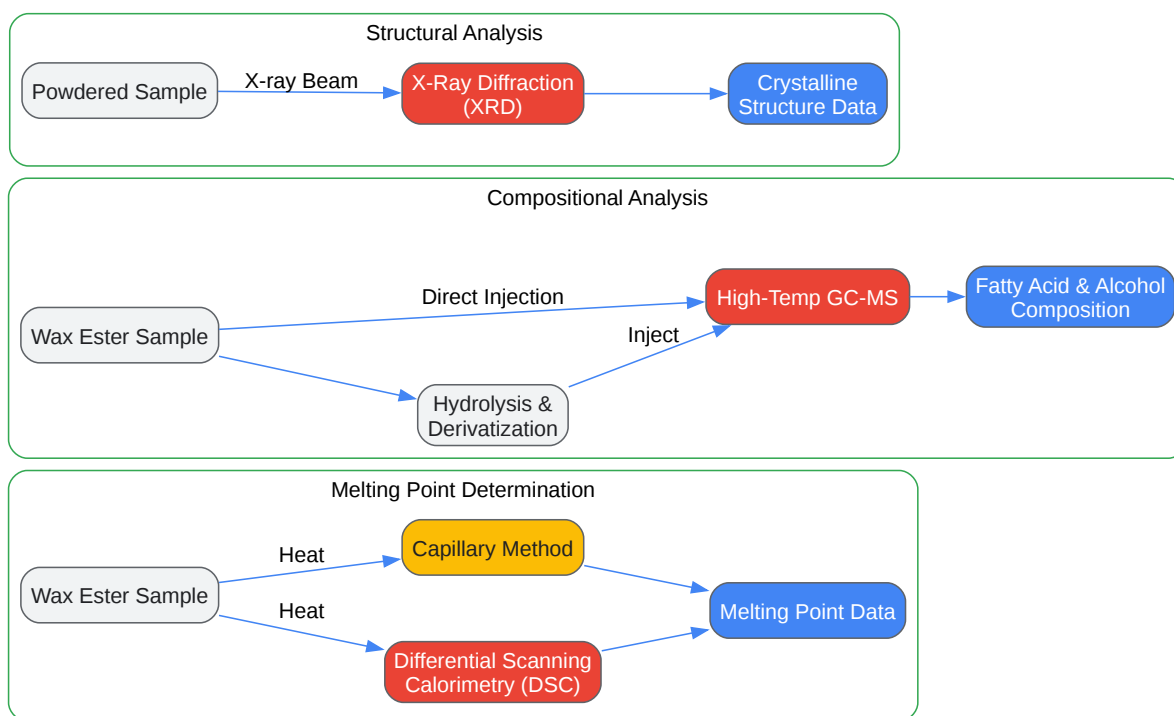 Structural Analysis
Powdered Sample
X-ray Beam
X-Ray Diffraction
(XRD)
Crystalline
Structure Data
Compositional Analysis
Wax Ester Sample
Direct Injection
Hydrolysis &
Derivatization
Inject
High-Temp GC-MS
Fatty Acid & Alcohol
Composition
Melting Point Determination
Wax Ester Sample
Heat
Capillary Method
Heat
Differential Scanning
Calorimetry (DSC)
Melting Point Data